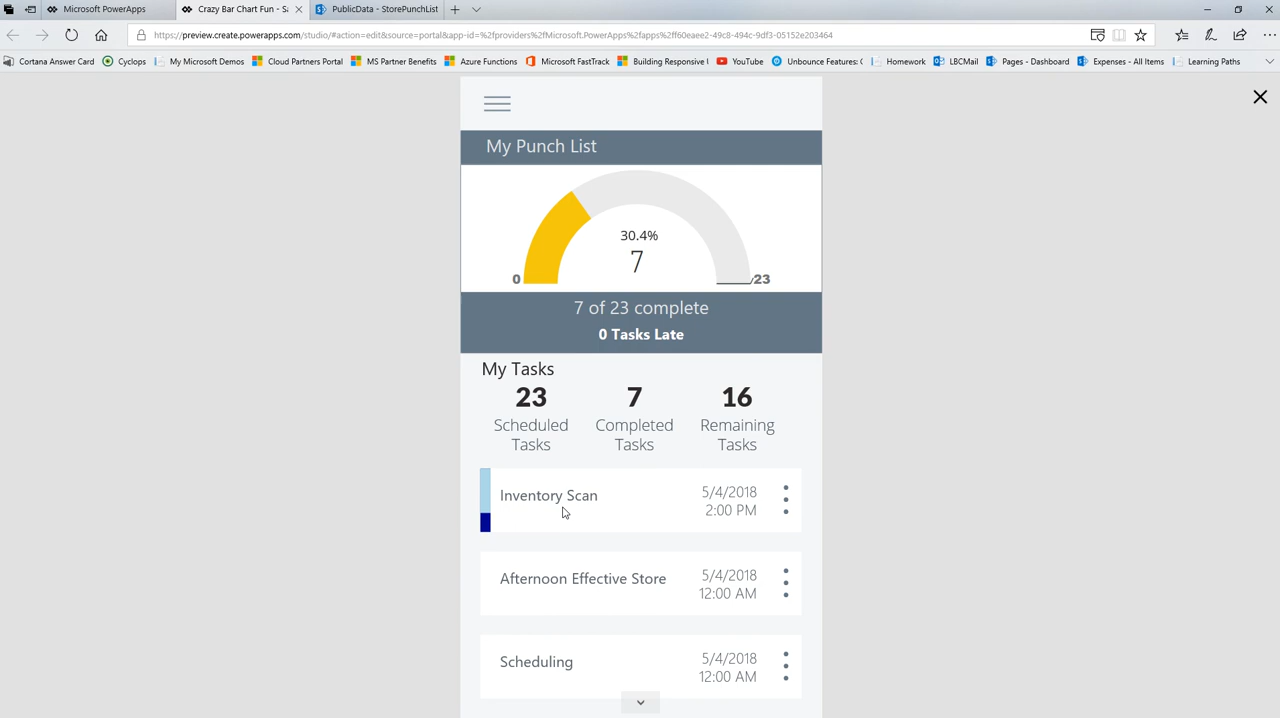 Microsoft PowerApps
Crazy Bar Chart Fun - Sa
PublicData - StorePunchList
https://preview.create.powerapps.com/studio/#action=edit&source=portal&app-id=%2fproviders%2fMicrosoft.PowerApps%2fapps%2ff60eaee2-49c8-494c-9df3-05152e203464
Cortana Answer Card
Cyclops
My Microsoft Demos
Cloud Partners Portal
MS Partner Benefits
Azure Functions
Microsoft FastTrack
Building Responsive
YouTube
Unbounce Features:
Homework
LBCMail
Pages - Dashboard
Expenses - All Items
Learning Paths
My Punch List
30.4%
7
0
23
7 of 23 complete
0 Tasks Late
My Tasks
23 7 16
Scheduled Completed Remaining
Tasks Tasks Tasks
Inventory Scan
5/4/2018
2:00 PM
Afternoon Effective Store
5/4/2018
12:00 AM
Scheduling
5/4/2018
12:00 AM